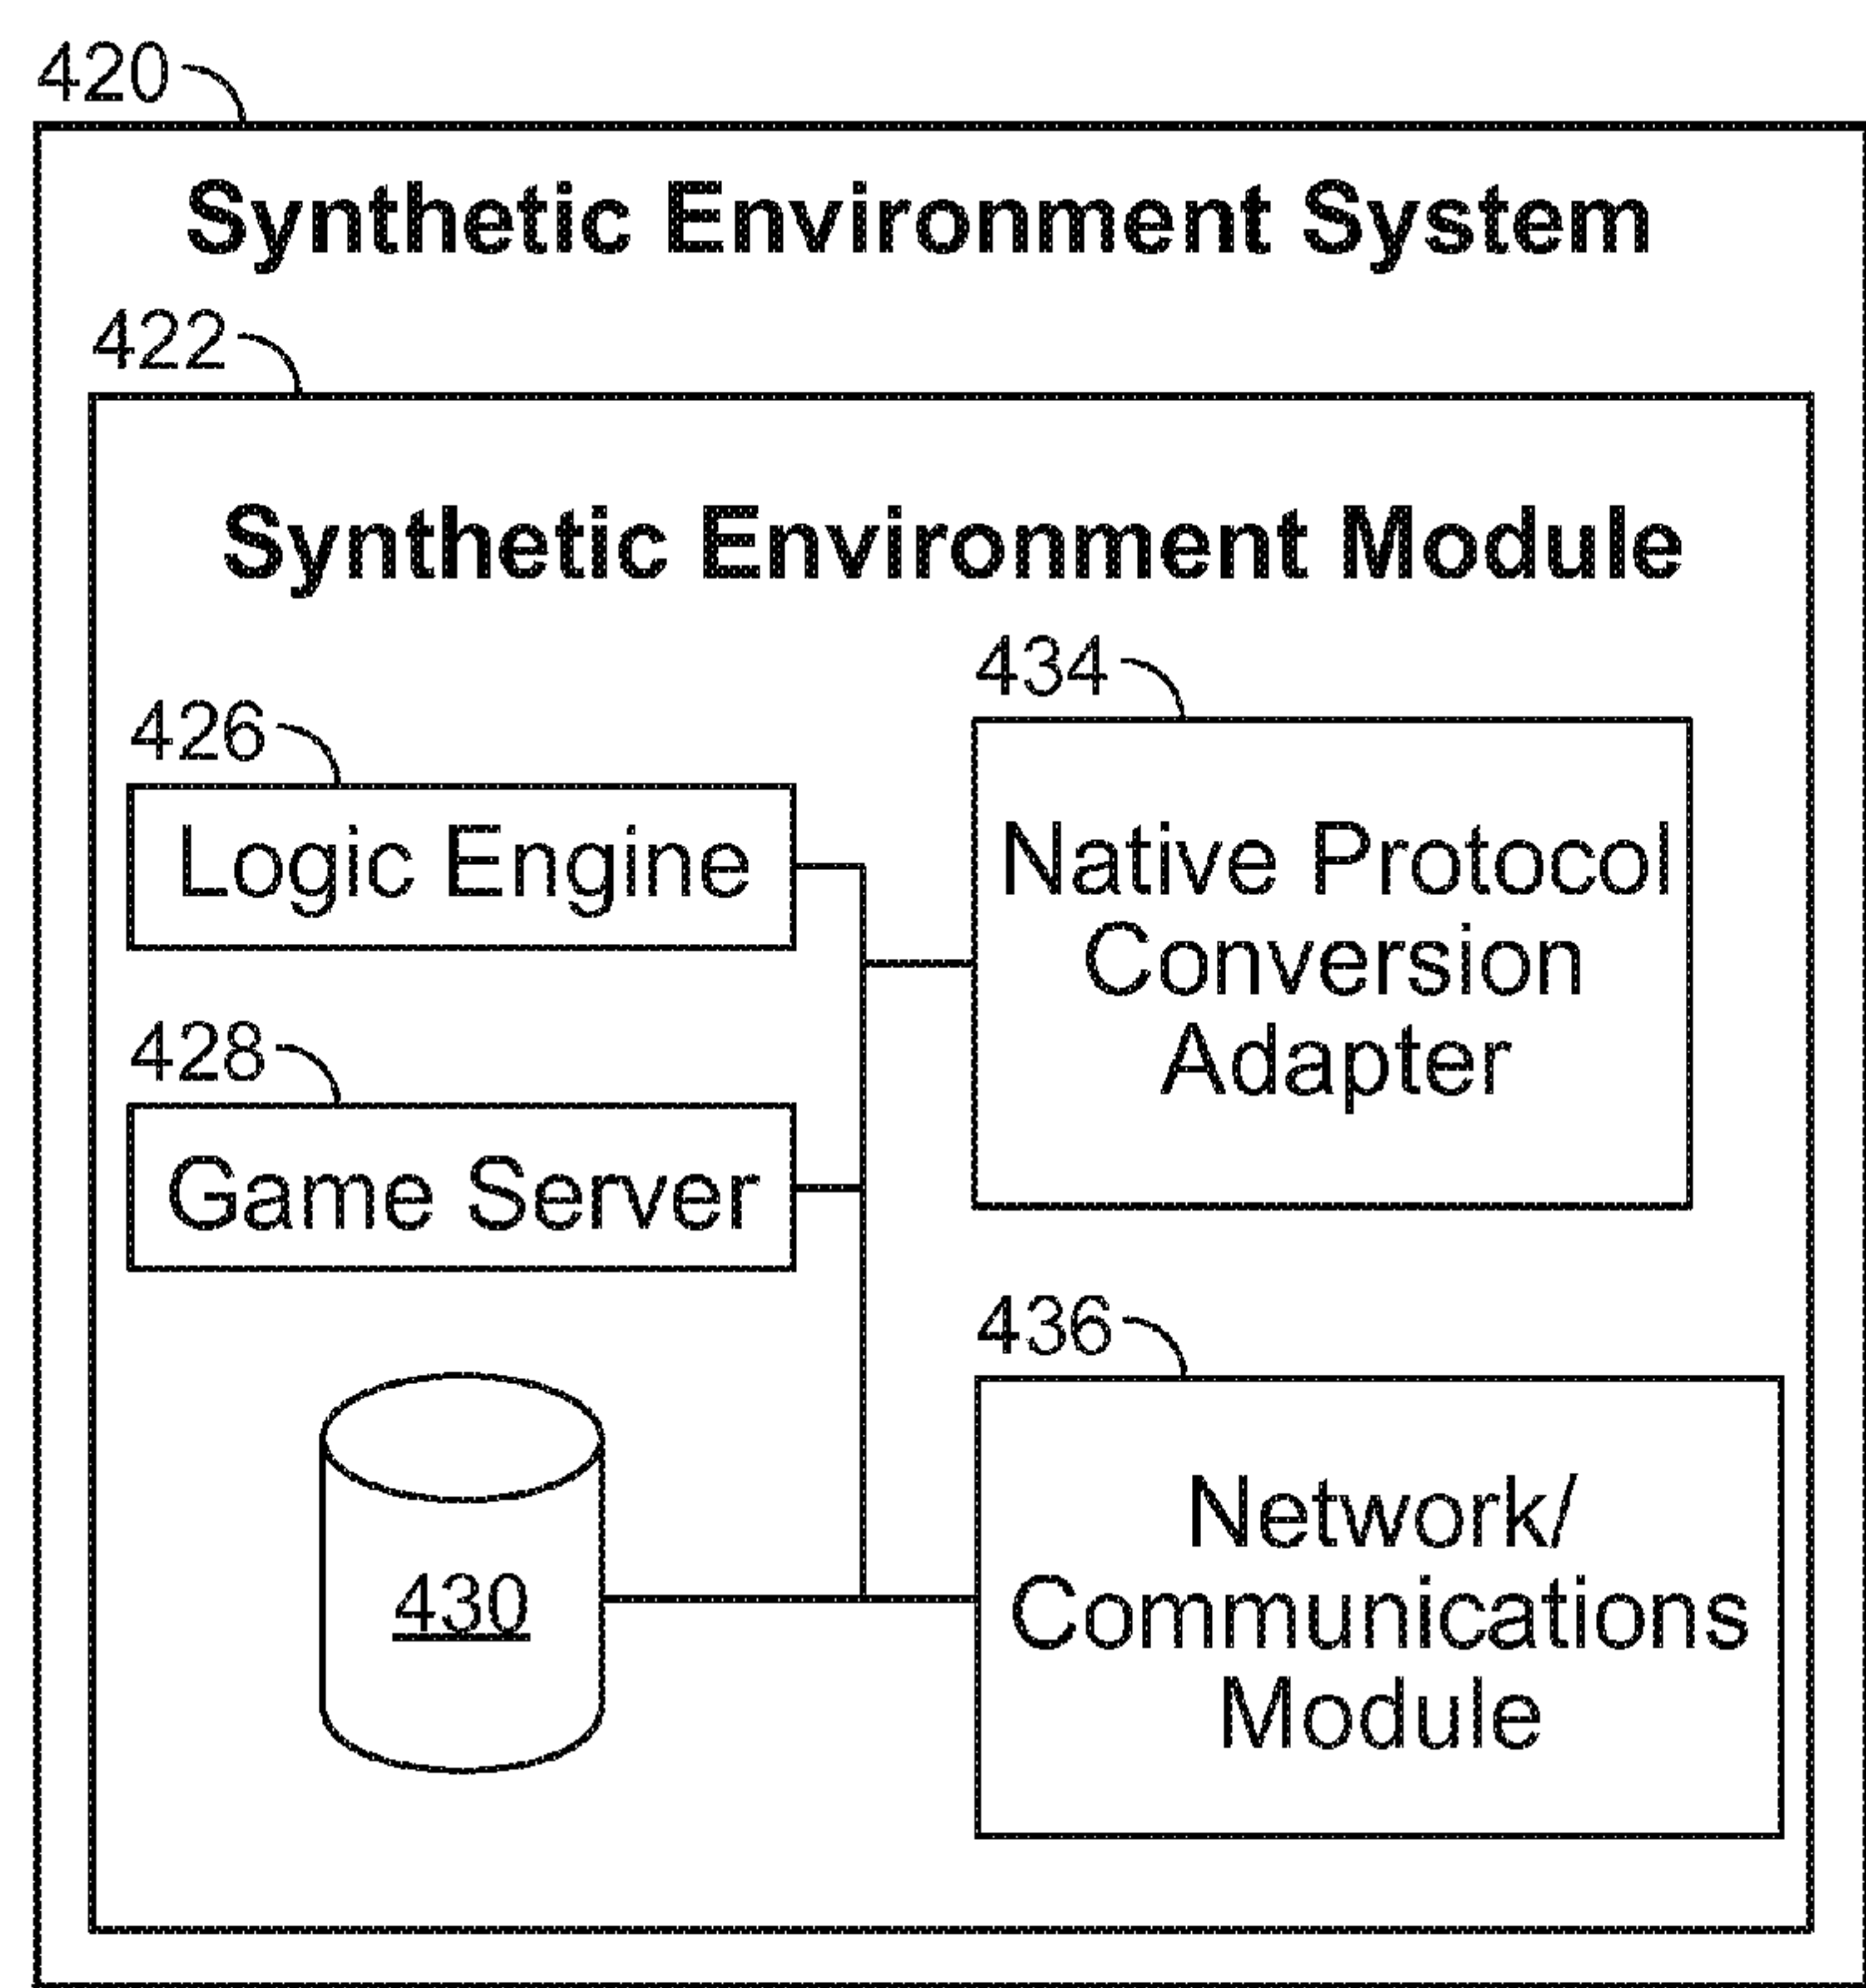 420
Synthetic Environment System
422
Synthetic Environment Module
434
426
Logic Engine
Native Protocol
Conversion
Adapter
428
Game Server
436
430
Network/
Communications
Module